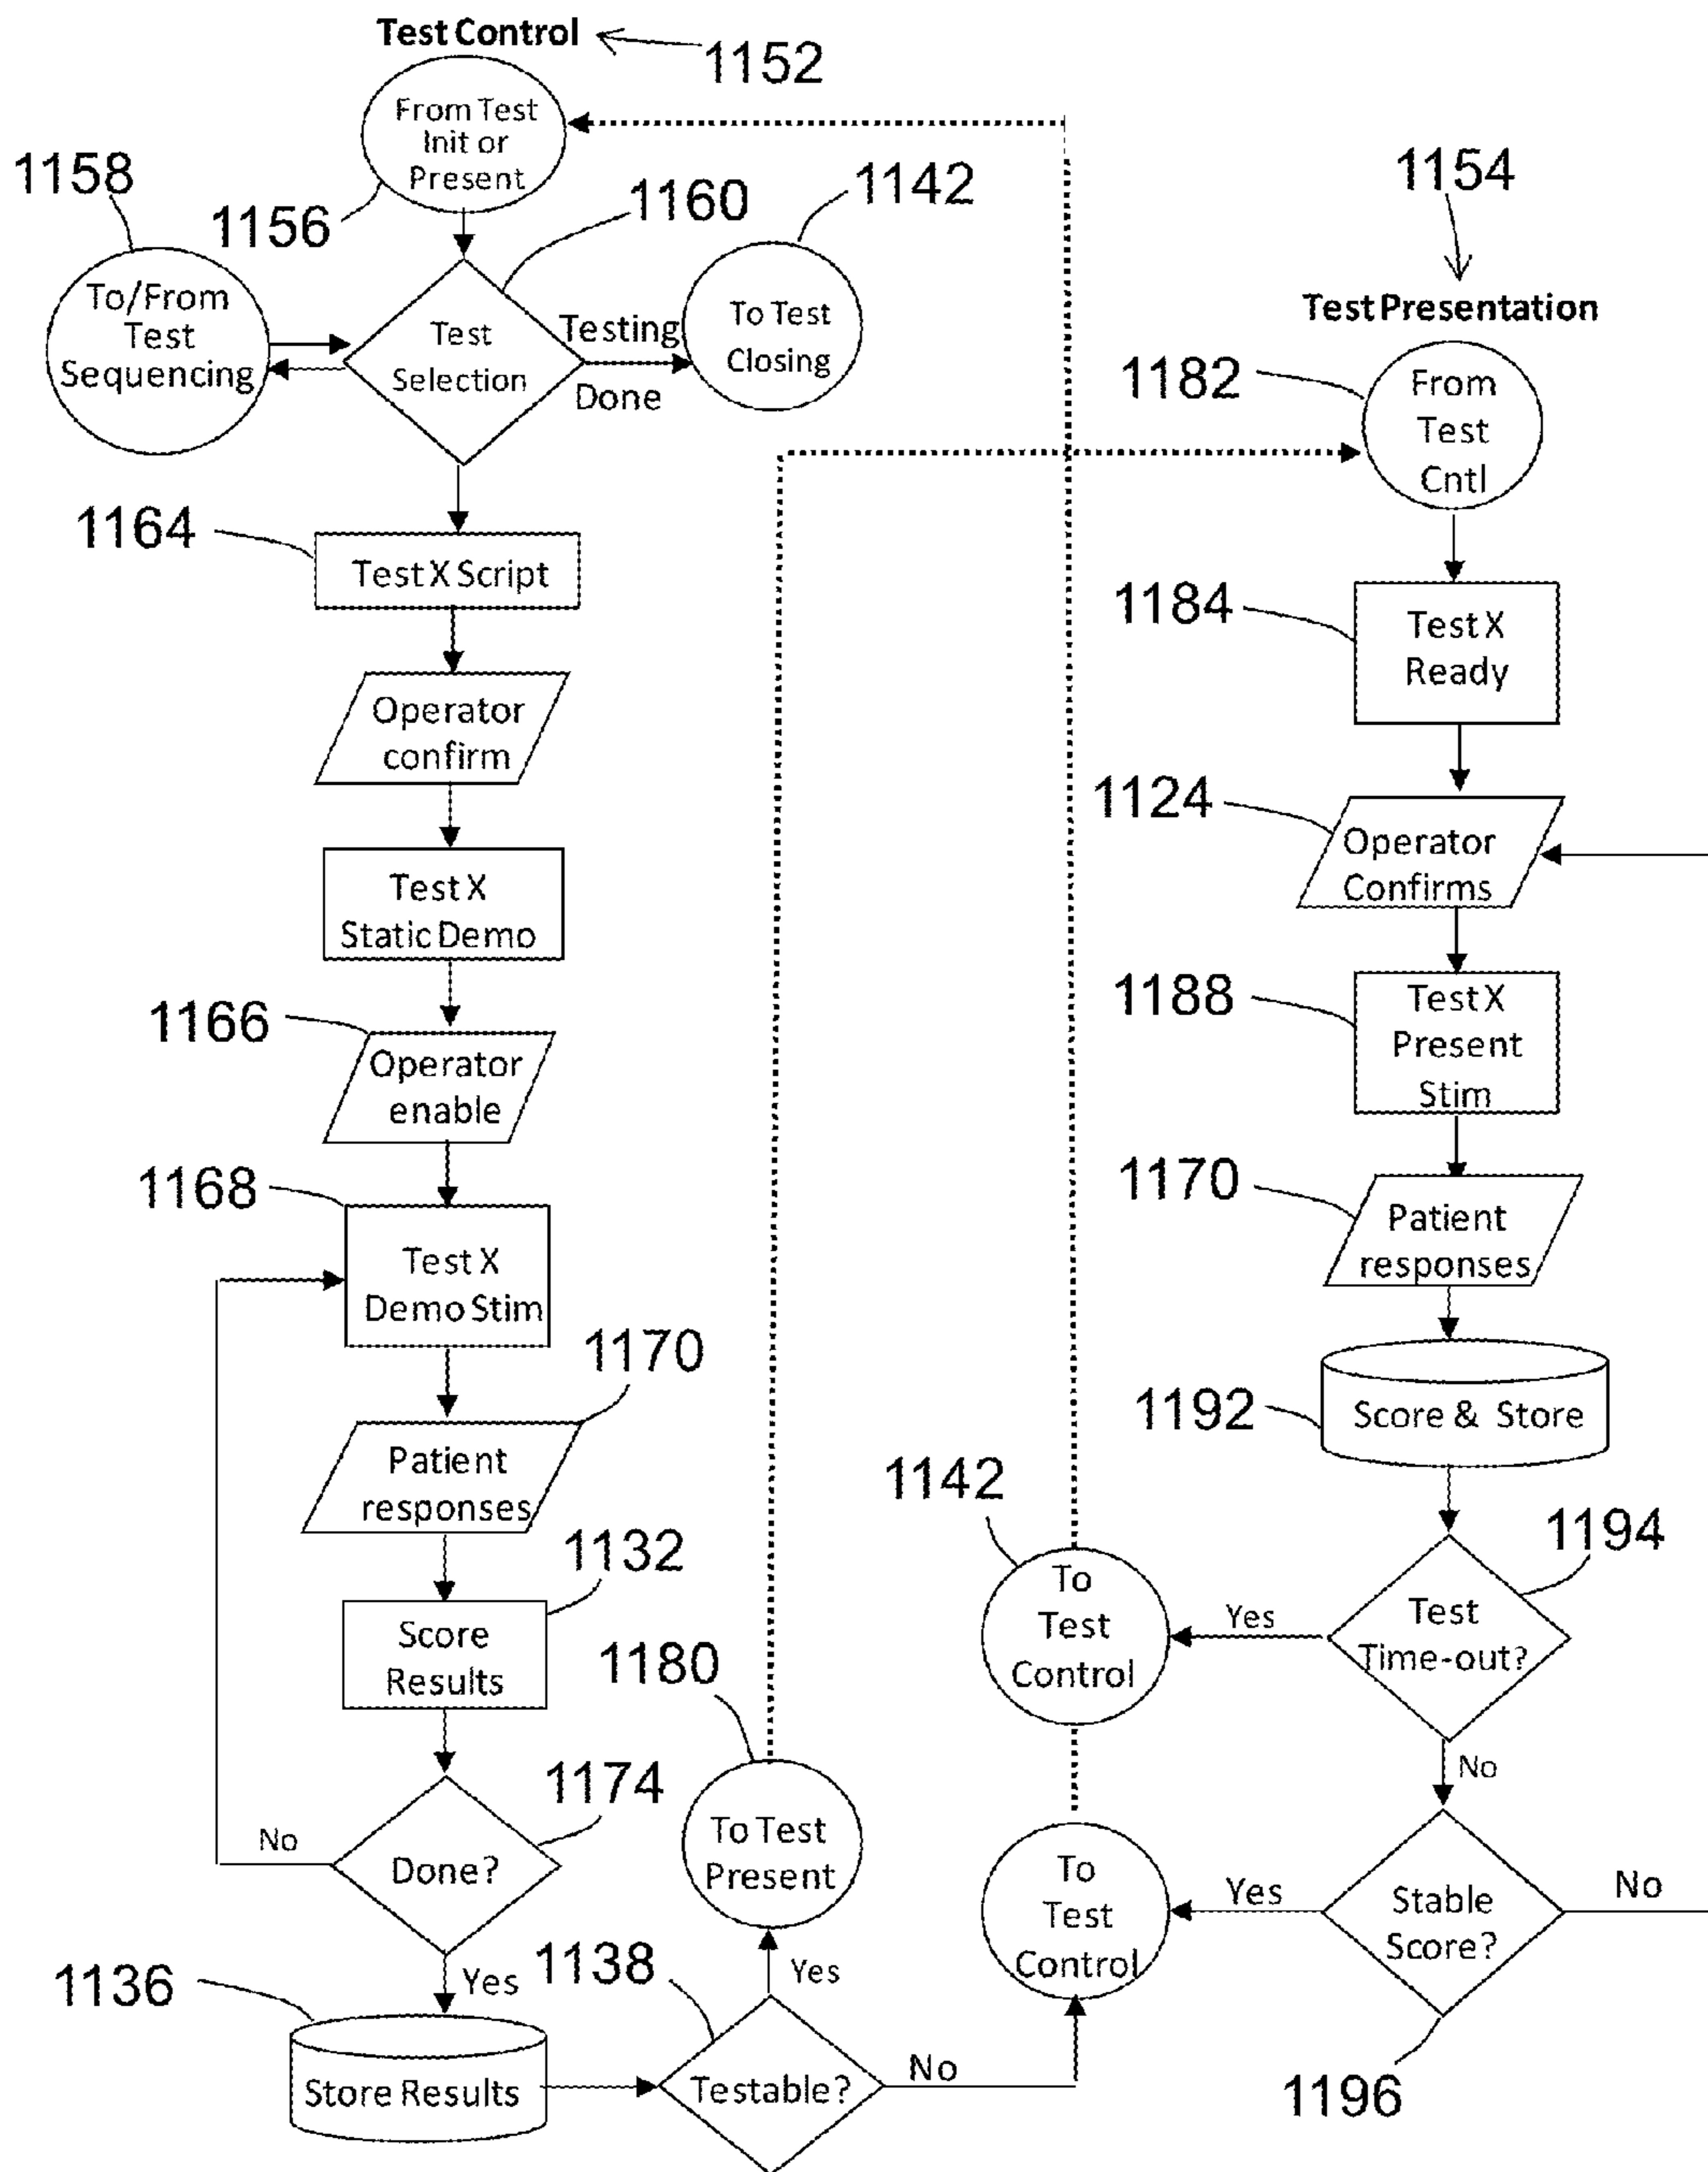 Test Control
1152
From Test
Init or
Present
1158
1156
1160
1142
1154
To/From
Test
Sequencing
Test
Selection
Testing
Done
To Test
Closing
Test Presentation
1182
From
Test
Cntl
1164
Test X Script
1184
Test X
Ready
Operator
confirm
1124
Operator
Confirms
Test X
Static Demo
1188
Test X
Present
Stim
1166
Operator
enable
1168
Test X
Demo Stim
1170
Patient
responses
1170
Patient
responses
1192
Score & Store
1132
Score
Results
1142
To
Test
Control
Yes
1194
Test
Time-out?
No
1180
To Test
Present
1174
Done?
No
Yes
To
Test
Control
Yes
Stable
Score?
No
1196
1136
Store Results
1138
Testable?
Yes
No